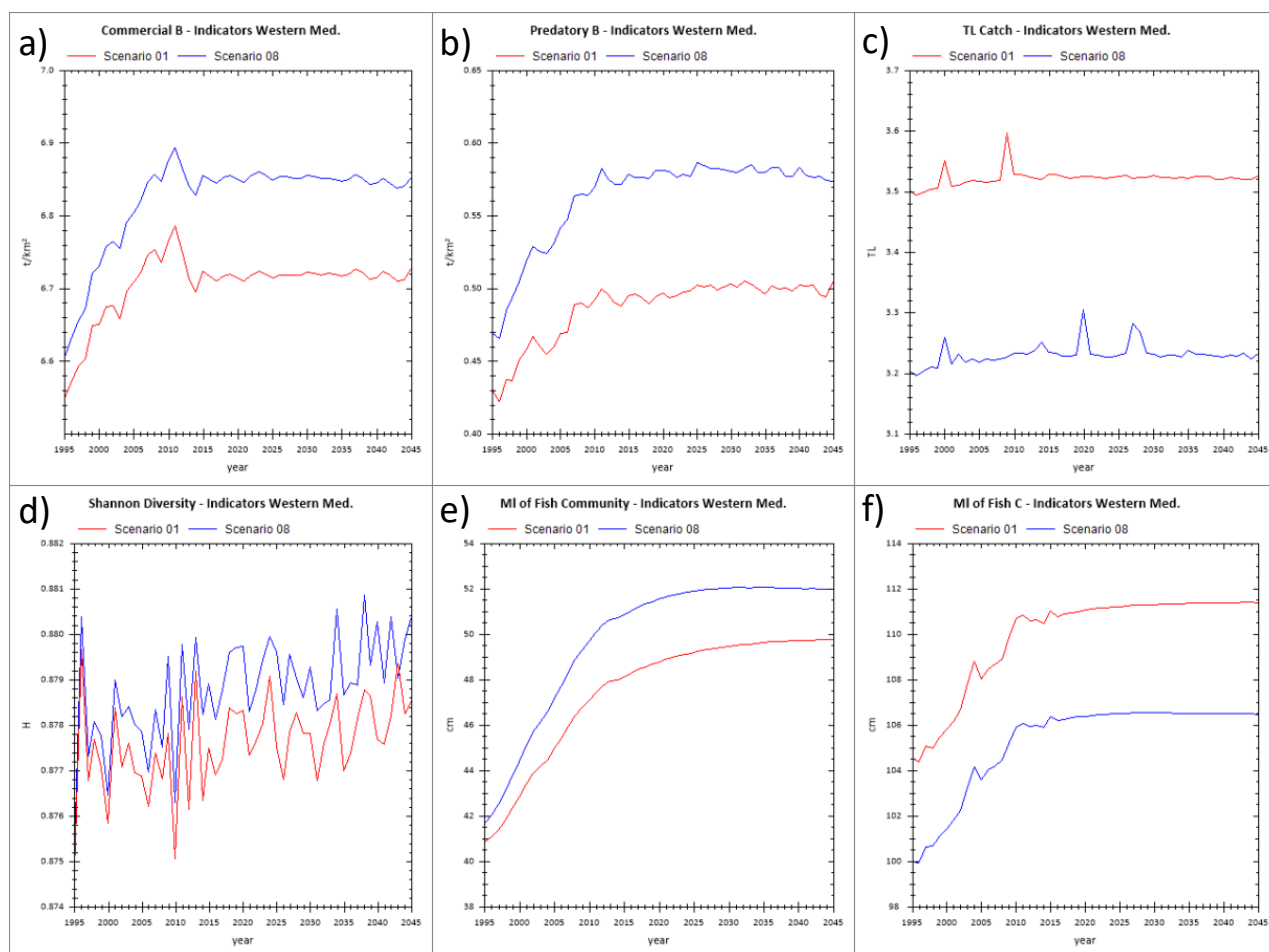 a)
Commercial B - Indicators Western Med.
Scenario 01 Scenario 08
7.0
6.9
6.8
6.7
6.6
t/km²
1995 2000 2005 2010 2015 2020 2025 2030 2035 2040 2045
year
b)
Predatory B - Indicators Western Med.
Scenario 01 Scenario 08
0.65
0.60
0.55
0.50
0.45
0.40
t/km²
1995 2000 2005 2010 2015 2020 2025 2030 2035 2040 2045
year
c)
TL Catch - Indicators Western Med.
Scenario 01 Scenario 08
3.7
3.6
3.5
3.4
3.3
3.2
3.1
TL
1995 2000 2005 2010 2015 2020 2025 2030 2035 2040 2045
year
d)
Shannon Diversity - Indicators Western Med.
Scenario 01 Scenario 08
0.882
0.881
0.880
0.879
0.878
0.877
0.876
0.875
0.874
H
1995 2000 2005 2010 2015 2020 2025 2030 2035 2040 2045
year
e)
Ml of Fish Community - Indicators Western Med.
Scenario 01 Scenario 08
54
52
50
48
46
44
42
40
38
cm
1995 2000 2005 2010 2015 2020 2025 2030 2035 2040 2045
year
f)
Ml of Fish C - Indicators Western Med.
Scenario 01 Scenario 08
114
112
110
108
106
104
102
100
98
cm
1995 2000 2005 2010 2015 2020 2025 2030 2035 2040 2045
year